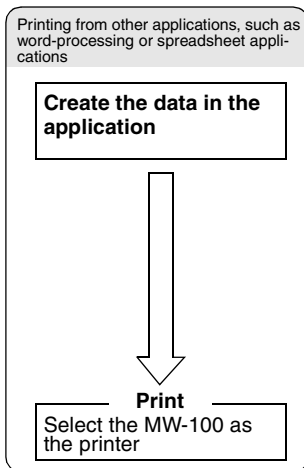 Printing from other applications, such as
word-processing or spreadsheet appli-
cations
Create the data in the
application
Print
Select the MW-100 as
the printer